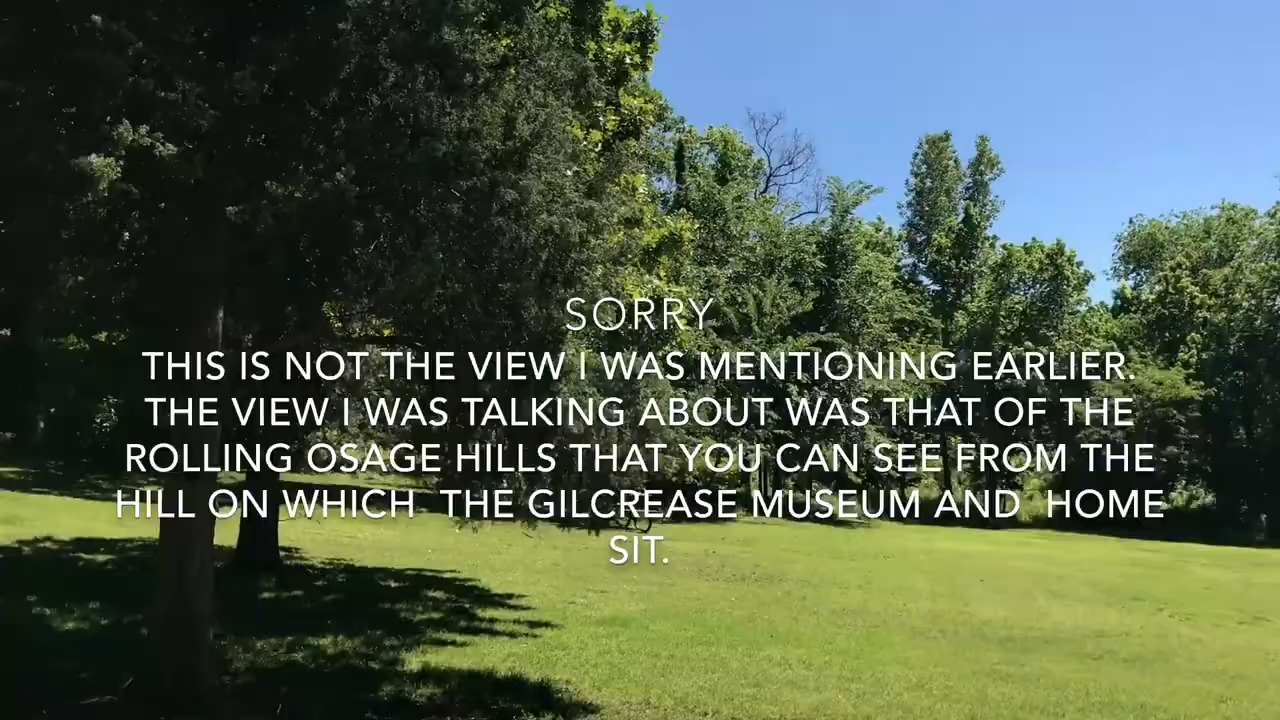 SORRY
THIS IS NOT THE VIEW I WAS MENTIONING EARLIER.
THE VIEW I WAS TALKING ABOUT WAS THAT OF THE
ROLLING OSAGE HILLS THAT YOU CAN SEE FROM THE
HILL ON WHICH THE GILCREASE MUSEUM AND HOME
SIT.